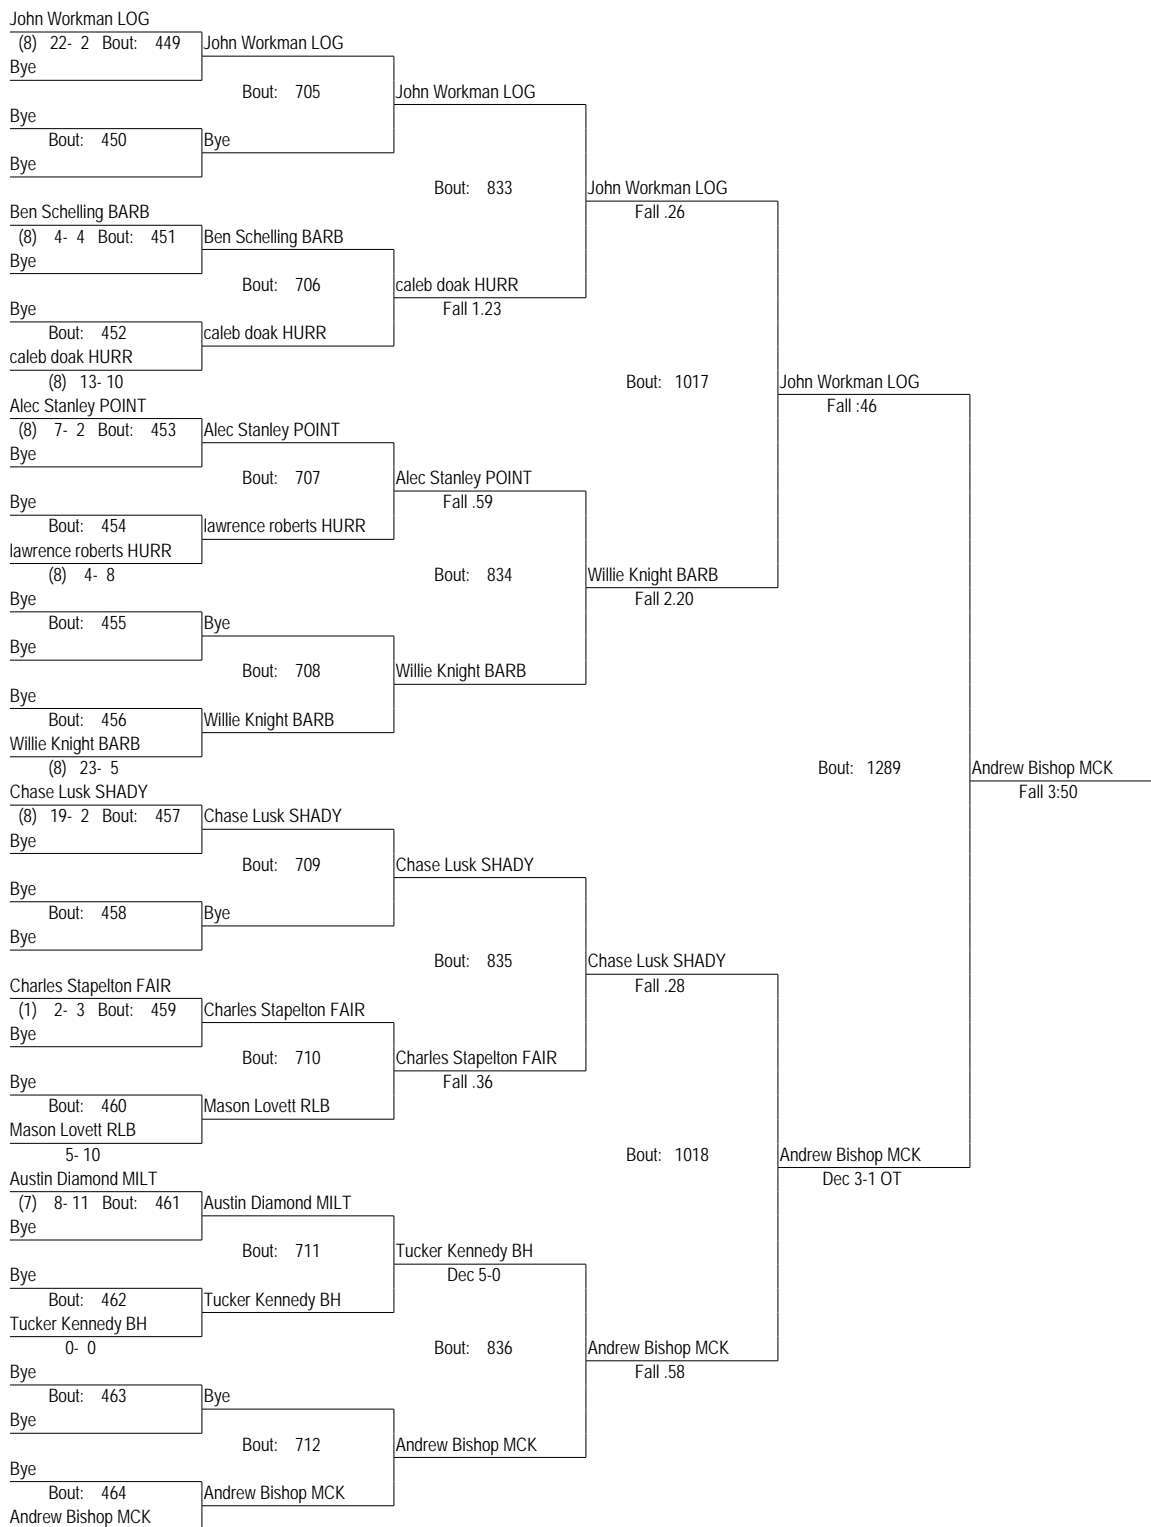 John Workman LOG
(8) 22- 2 Bout: 449 John Workman LOG
Bye
Bout: 705 John Workman LOG
Bye
Bout: 450 Bye
Bye
Bout: 833 John Workman LOG
Fall .26
Ben Schelling BARB
(8) 4- 4 Bout: 451 Ben Schelling BARB
Bye
Bout: 706 caleb doak HURR
Bye Fall 1.23
Bout: 452 caleb doak HURR
caleb doak HURR
(8) 13- 10 Bout: 1017 John Workman LOG
Alec Stanley POINT Fall :46
(8) 7- 2 Bout: 453 Alec Stanley POINT
Bye
Bout: 707 Alec Stanley POINT
Bye Fall .59
Bout: 454 lawrence roberts HURR
lawrence roberts HURR
(8) 4- 8 Bout: 834 Willie Knight BARB
Bye Fall 2.20
Bout: 455 Bye
Bye
Bout: 708 Willie Knight BARB
Bye
Bout: 456 Willie Knight BARB
Willie Knight BARB
(8) 23- 5 Bout: 1289 Andrew Bishop MCK
Chase Lusk SHADY Fall 3:50
(8) 19- 2 Bout: 457 Chase Lusk SHADY
Bye
Bout: 709 Chase Lusk SHADY
Bye
Bout: 458 Bye
Bye
Bout: 835 Chase Lusk SHADY
Charles Stapelton FAIR Fall .28
(1) 2- 3 Bout: 459 Charles Stapelton FAIR
Bye
Bout: 710 Charles Stapelton FAIR
Bye Fall .36
Bout: 460 Mason Lovett RLB
Mason Lovett RLB
5- 10 Bout: 1018 Andrew Bishop MCK
Austin Diamond MILT Dec 3-1 OT
(7) 8- 11 Bout: 461 Austin Diamond MILT
Bye
Bout: 711 Tucker Kennedy BH
Bye Dec 5-0
Bout: 462 Tucker Kennedy BH
Tucker Kennedy BH
0- 0 Bout: 836 Andrew Bishop MCK
Bye Fall .58
Bout: 463 Bye
Bye
Bout: 712 Andrew Bishop MCK
Bye
Bout: 464 Andrew Bishop MCK
Andrew Bishop MCK